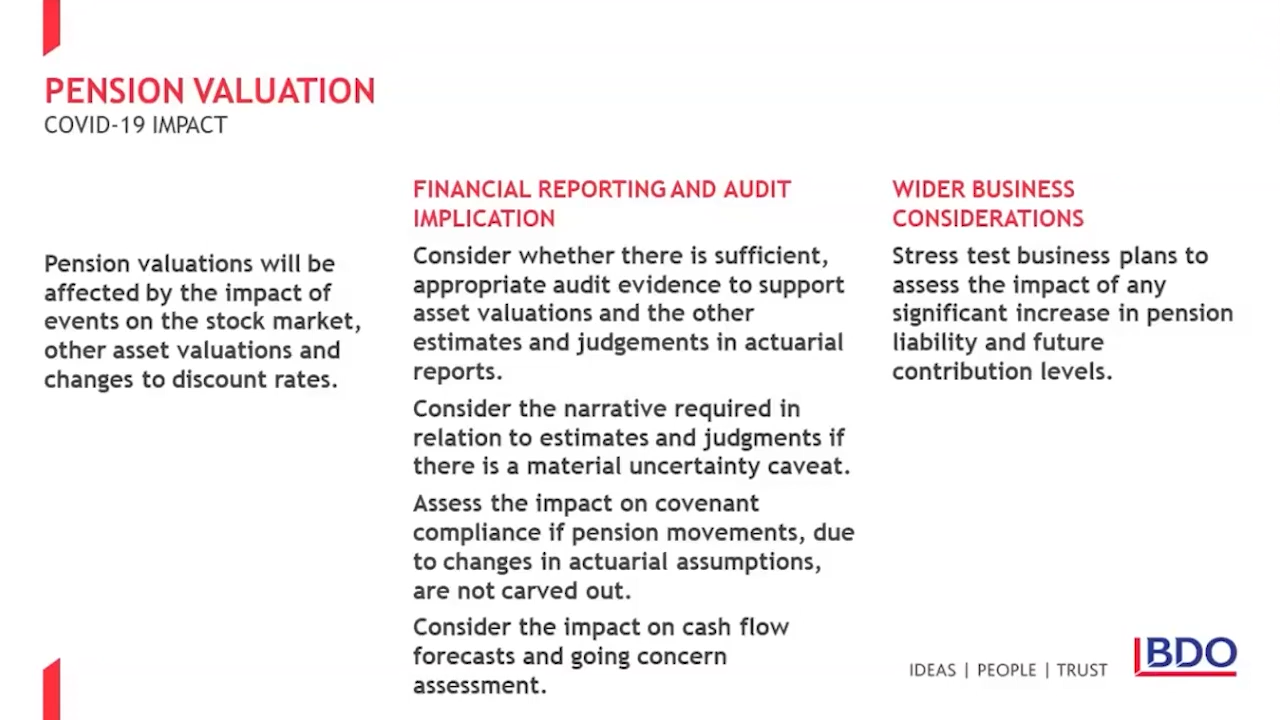 PENSION VALUATION
COVID-19 IMPACT
Pension valuations will be
affected by the impact of
events on the stock market,
other asset valuations and
changes to discount rates.
FINANCIAL REPORTING AND AUDIT
IMPLICATION
Consider whether there is sufficient,
appropriate audit evidence to support
asset valuations and the other
estimates and judgements in actuarial
reports.
Consider the narrative required in
relation to estimates and judgments if
there is a material uncertainty caveat.
Assess the impact on covenant
compliance if pension movements, due
to changes in actuarial assumptions,
are not carved out.
Consider the impact on cash flow
forecasts and going concern
assessment.
WIDER BUSINESS
CONSIDERATIONS
Stress test business plans to
assess the impact of any
significant increase in pension
liability and future
contribution levels.
IDEAS | PEOPLE | TRUST
BDO